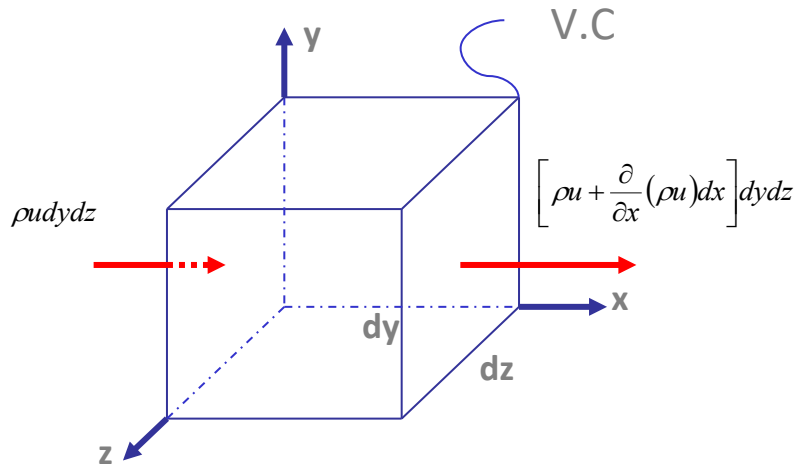 V.C
y
[ρu + ∂/∂x (ρu)dx] dydz
ρudydz
x
dy
dz
z